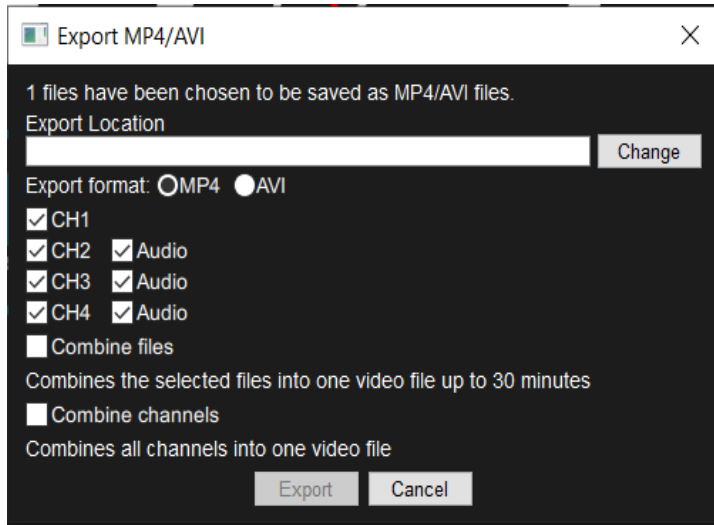 Export MP4/AVI
1 files have been chosen to be saved as MP4/AVI files.
Export Location
Change
Export format: MP4 AVI
CH1
CH2 Audio
CH3 Audio
CH4 Audio
Combine files
Combines the selected files into one video file up to 30 minutes
Combine channels
Combines all channels into one video file
Export Cancel